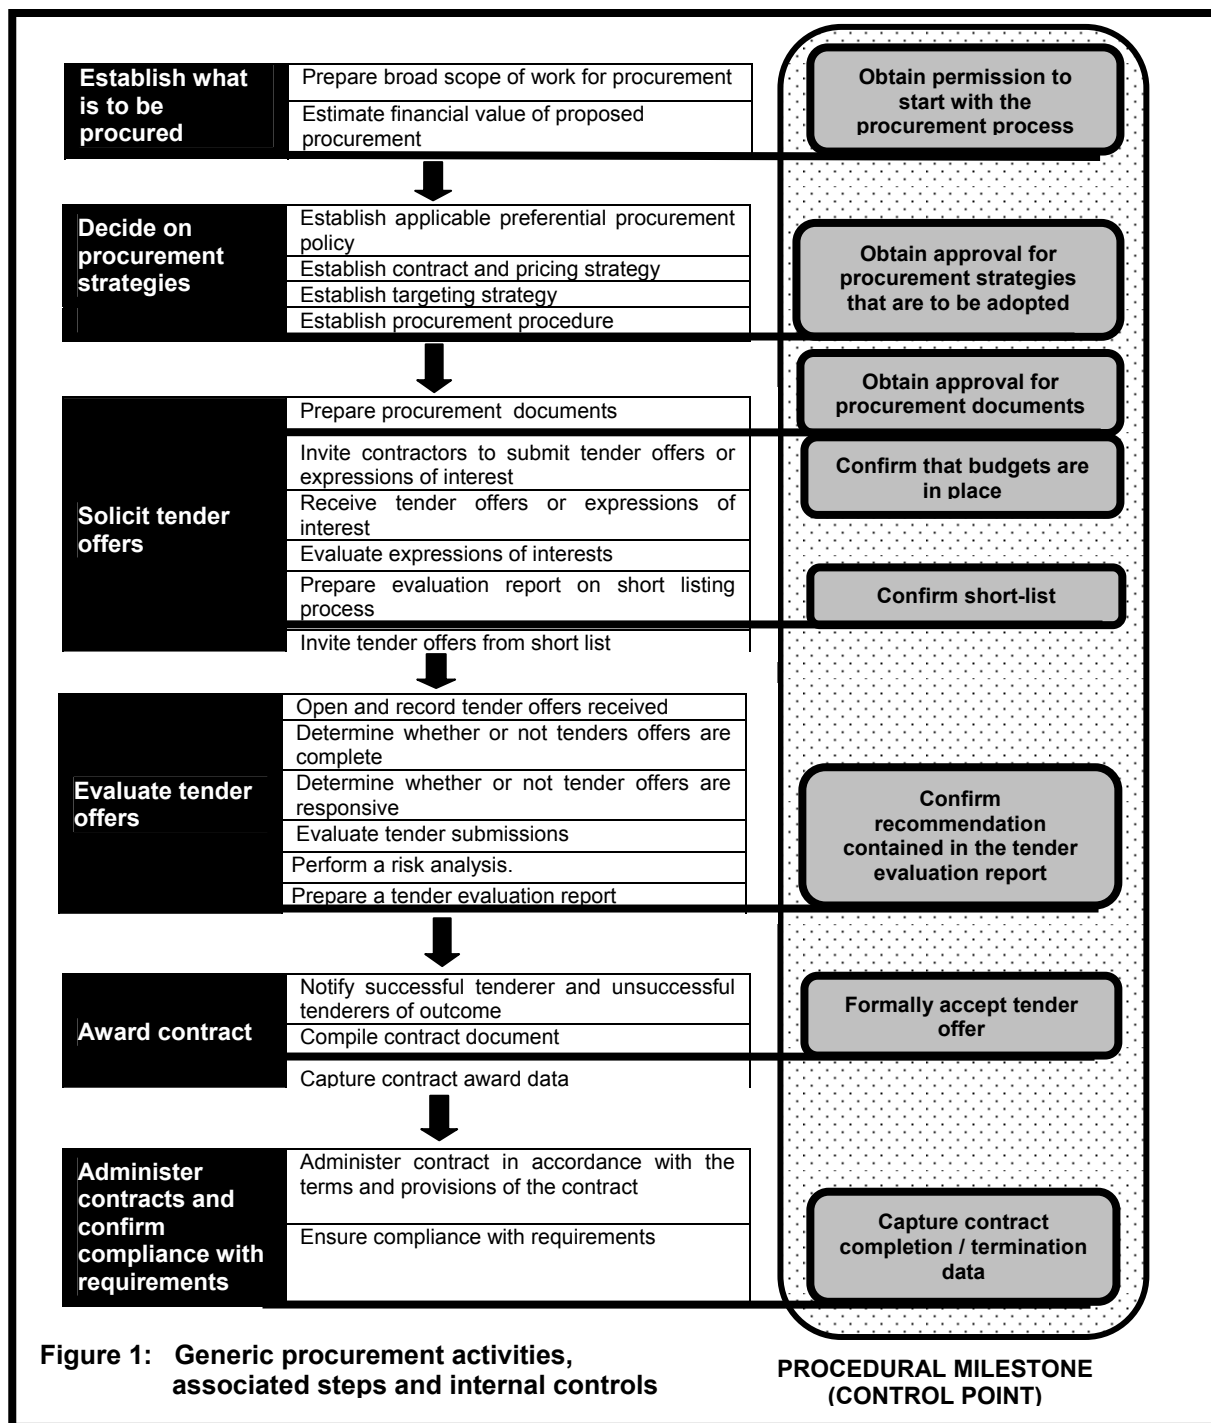 Establish what
is to be
procured
Prepare broad scope of work for procurement
Estimate financial value of proposed
procurement
Obtain permission to
start with the
procurement process
Decide on
procurement
strategies
Establish applicable preferential procurement
policy
Establish contract and pricing strategy
Establish targeting strategy
Establish procurement procedure
Obtain approval for
procurement strategies
that are to be adopted
Solicit tender
offers
Prepare procurement documents
Invite contractors to submit tender offers or
expressions of interest
Receive tender offers or expressions of
interest
Evaluate expressions of interests
Prepare evaluation report on short listing
process
Invite tender offers from short list
Obtain approval for
procurement documents
Confirm that budgets are
in place
Confirm short-list
Evaluate tender
offers
Open and record tender offers received
Determine whether or not tenders offers are
complete
Determine whether or not tender offers are
responsive
Evaluate tender submissions
Perform a risk analysis.
Prepare a tender evaluation report
Confirm
recommendation
contained in the tender
evaluation report
Award contract
Notify successful tenderer and unsuccessful
tenderers of outcome
Compile contract document
Capture contract award data
Formally accept tender
offer
Administer
contracts and
confirm
compliance with
requirements
Administer contract in accordance with the
terms and provisions of the contract
Ensure compliance with requirements
Capture contract
completion / termination
data
Figure 1: Generic procurement activities,
associated steps and internal controls
PROCEDURAL MILESTONE
(CONTROL POINT)